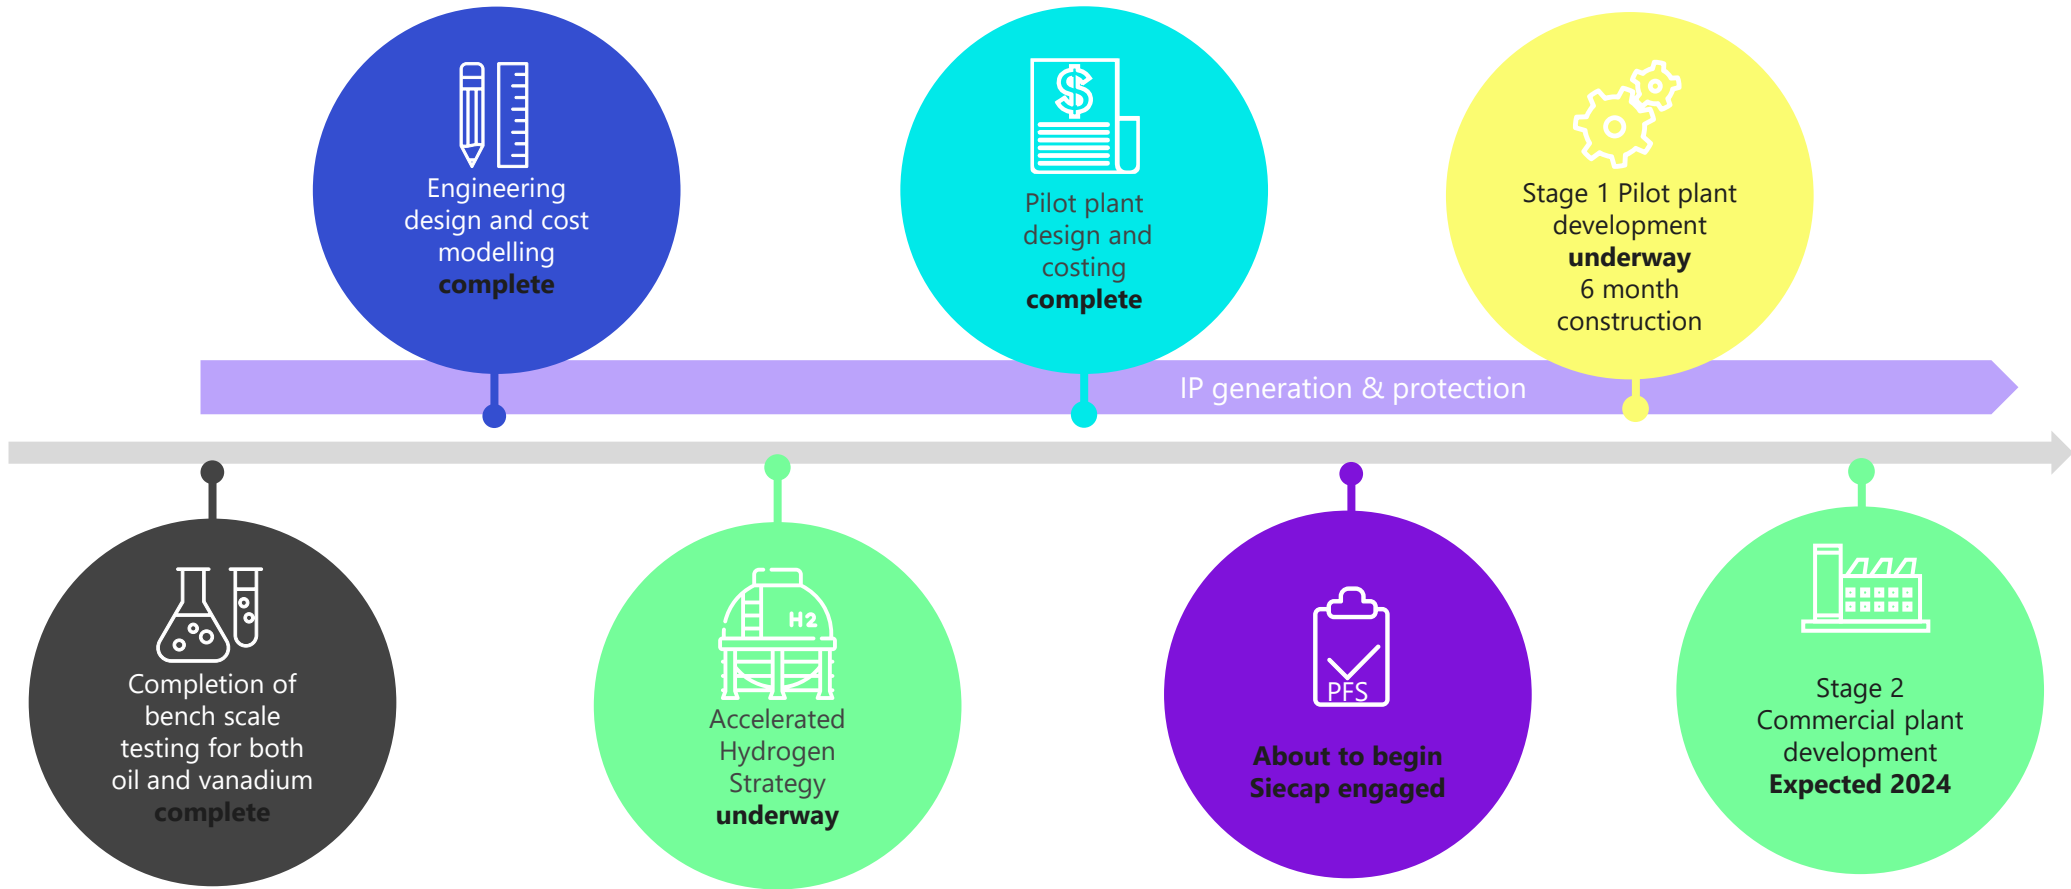 Engineering
design and cost
modelling
complete
Pilot plant
design and
costing
complete
Stage 1 Pilot plant
development
underway
6 month
construction
IP generation & protection
Completion of
bench scale
testing for both
oil and vanadium
complete
H2
Accelerated
Hydrogen
Strategy
underway
PFS
About to begin
Siecap engaged
Stage 2
Commercial plant
development
Expected 2024